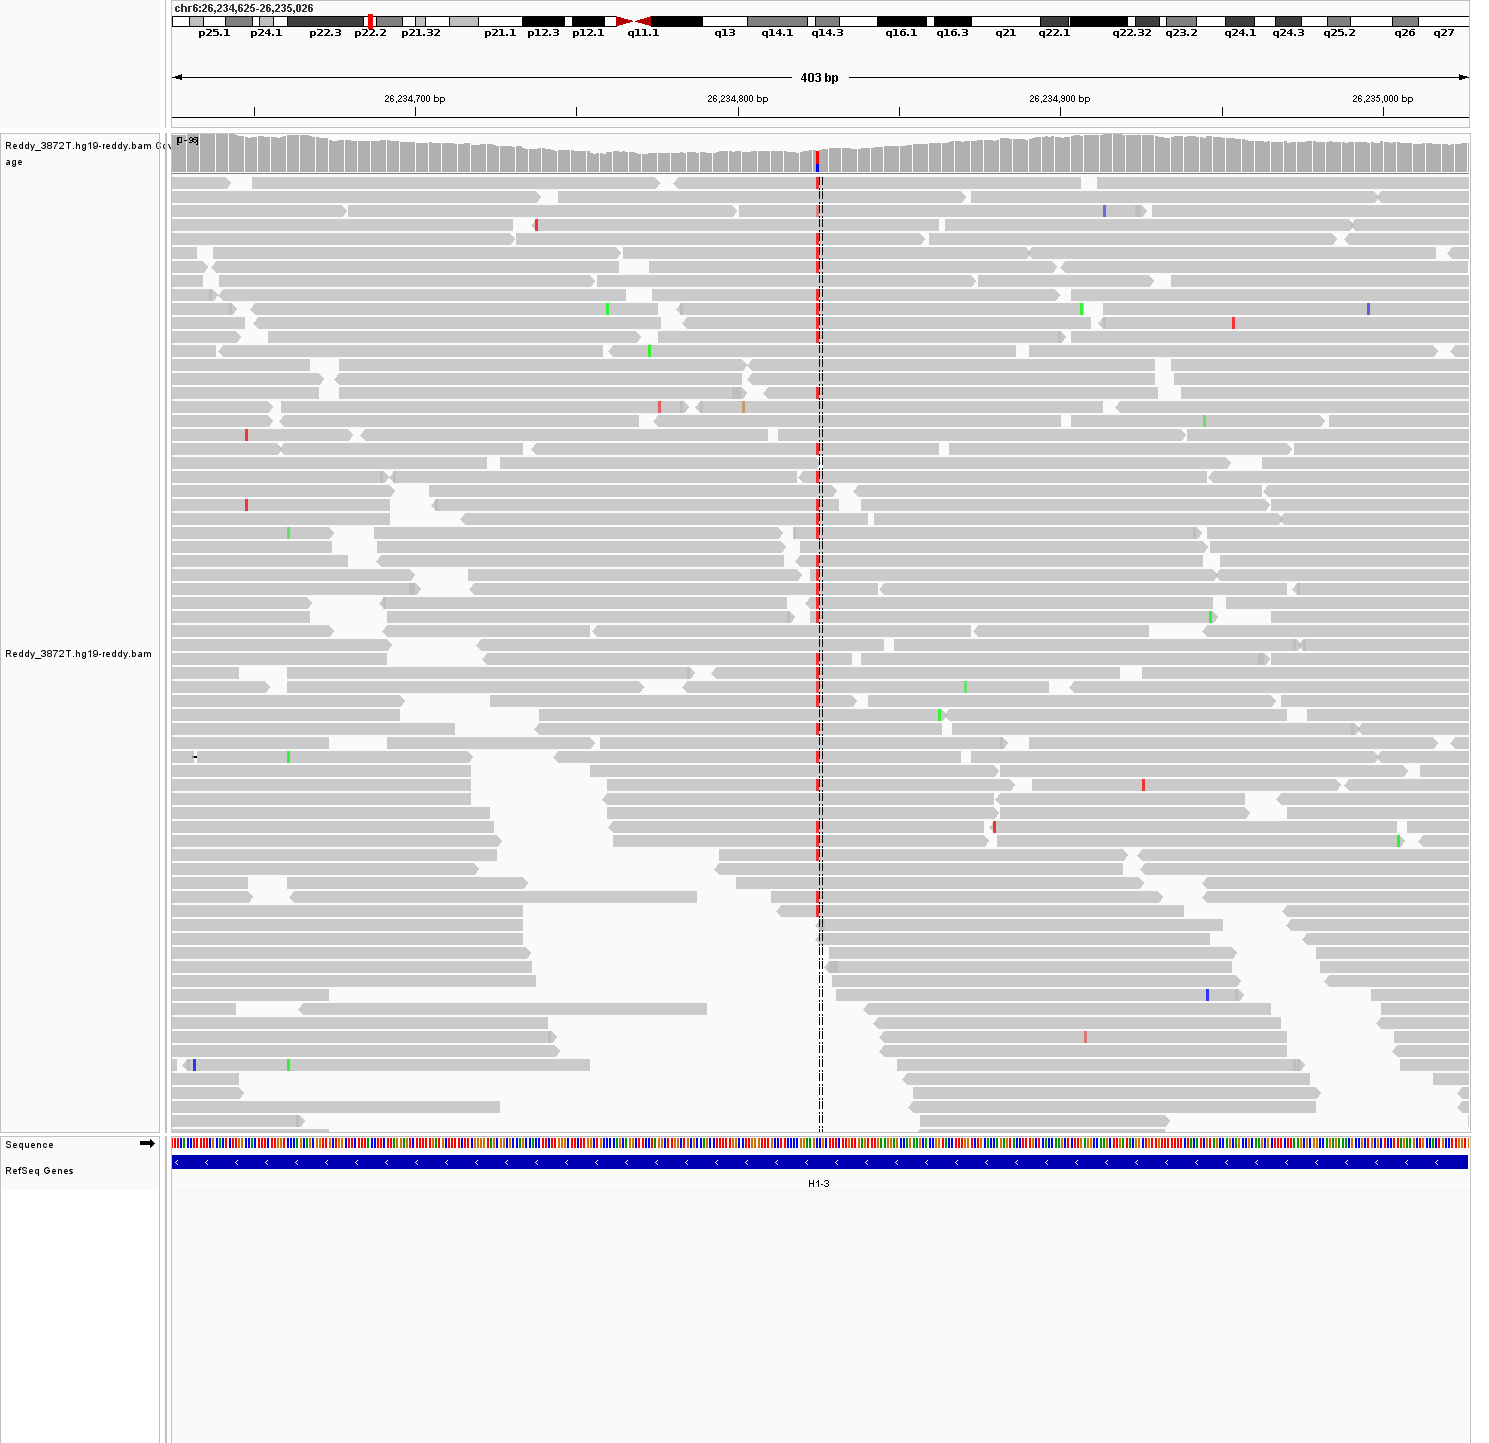 chr6:26,234,625-26,235,026
p25.1 p24.1 p22.3 p22.2 p21.32 p21.1 p12.3 p12.1 q11.1 q13 q14.1 q14.3 q16.1 q16.3 q21 q22.1 q22.32 q23.2 q24.1 q24.3 q25.2 q26 q27
403 bp
26,234,700 bp 26,234,800 bp 26,234,900 bp 26,235,000 bp
Reddy_3872T.hg19-reddy.bam Cov
age
Reddy_3872T.hg19-reddy.bam
Sequence
RefSeq Genes
H1-3